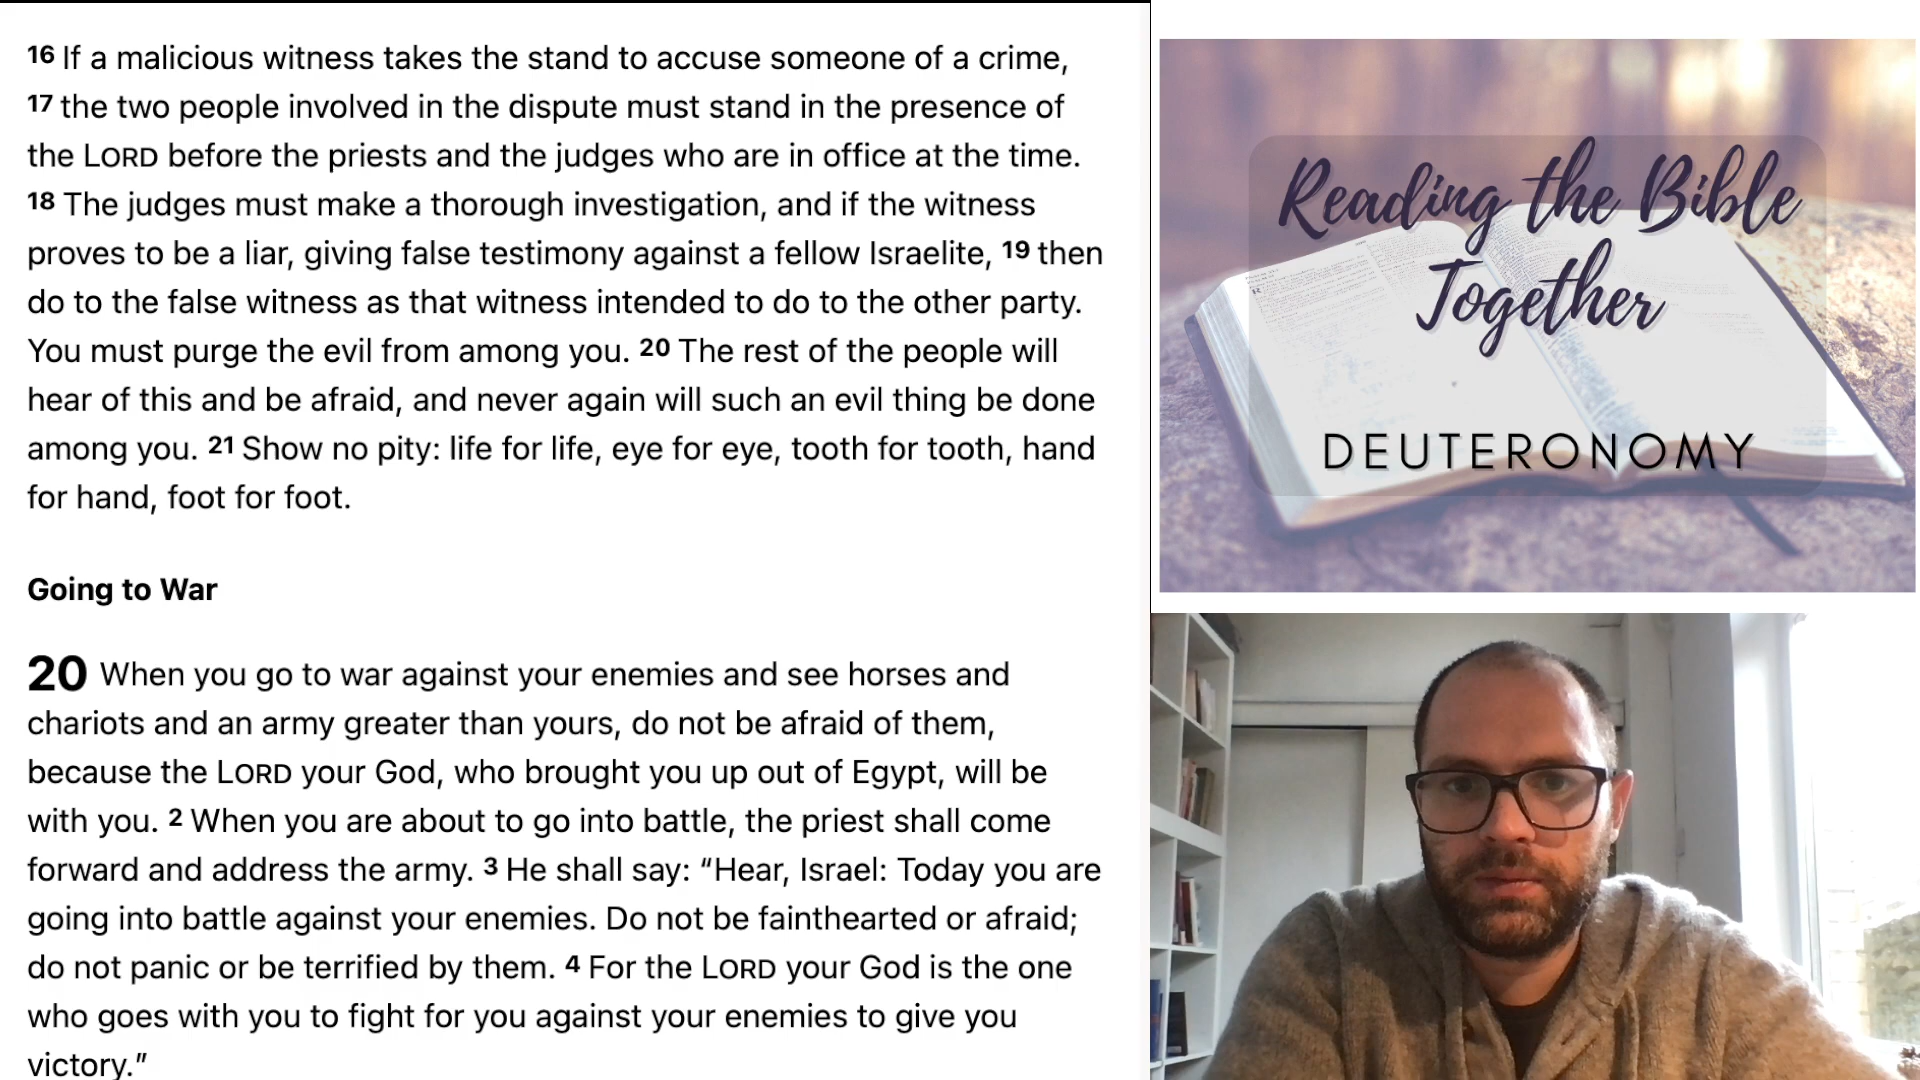 16 If a malicious witness takes the stand to accuse someone of a crime,
17 the two people involved in the dispute must stand in the presence of
the LORD before the priests and the judges who are in office at the time.
18 The judges must make a thorough investigation, and if the witness
proves to be a liar, giving false testimony against a fellow Israelite, 19 then
do to the false witness as that witness intended to do to the other party.
You must purge the evil from among you. 20 The rest of the people will
hear of this and be afraid, and never again will such an evil thing be done
among you. 21 Show no pity: life for life, eye for eye, tooth for tooth, hand
for hand, foot for foot.
Going to War
20 When you go to war against your enemies and see horses and
chariots and an army greater than yours, do not be afraid of them,
because the LORD your God, who brought you up out of Egypt, will be
with you. 2 When you are about to go into battle, the priest shall come
forward and address the army. 3 He shall say: “Hear, Israel: Today you are
going into battle against your enemies. Do not be fainthearted or afraid;
do not panic or be terrified by them. 4 For the LORD your God is the one
who goes with you to fight for you against your enemies to give you
victory.”
Reading the Bible
Together
DEUTERONOMY